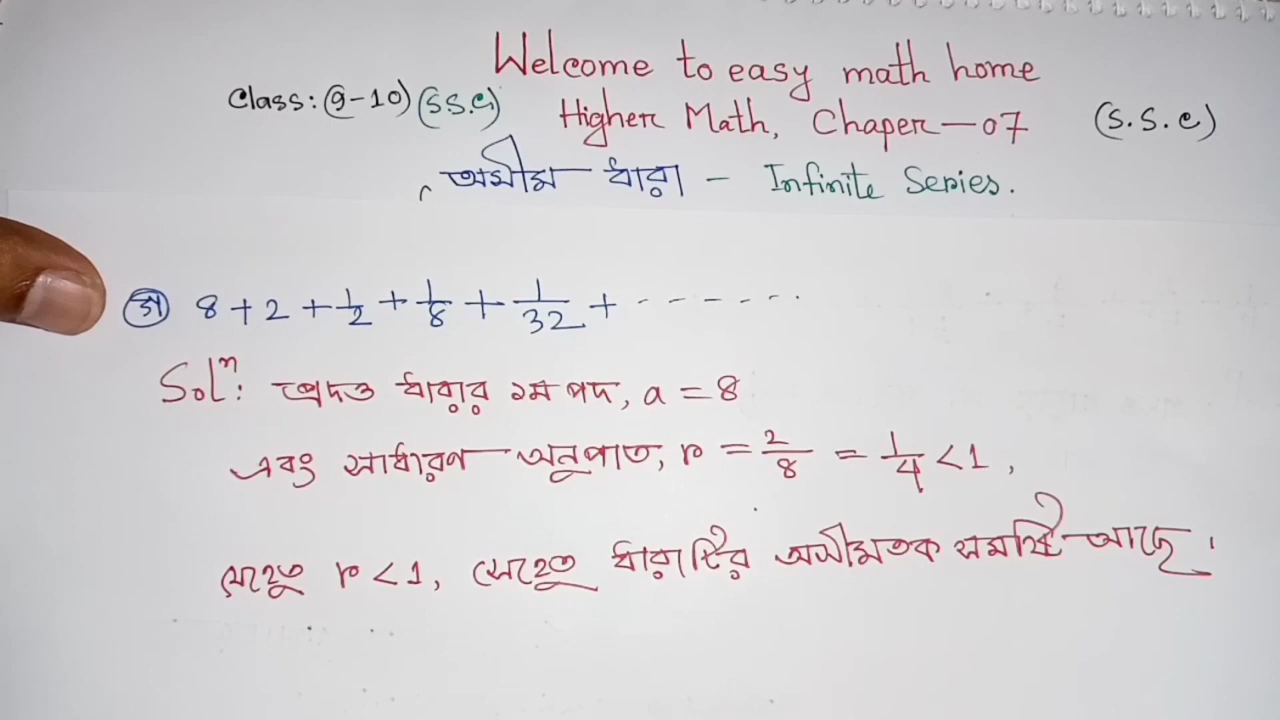 Welcome to easy math home
Class: (9-10) (S.S.C) Higher Math, Chaper-07 (S.S.C)
অসীম ধারা - Infinite Series.
8 + 2 + 1/2 + 1/8 + 1/32 + ------.
Solⁿ: প্রদত্ত ধারার ১ম পদ, a = 8
এবং সাধারণ অনুপাত, r = 2/8 = 1/4 < 1,
যেহেতু r < 1, সেহেতু ধারাটির অসীমতক সমষ্টি আছে।